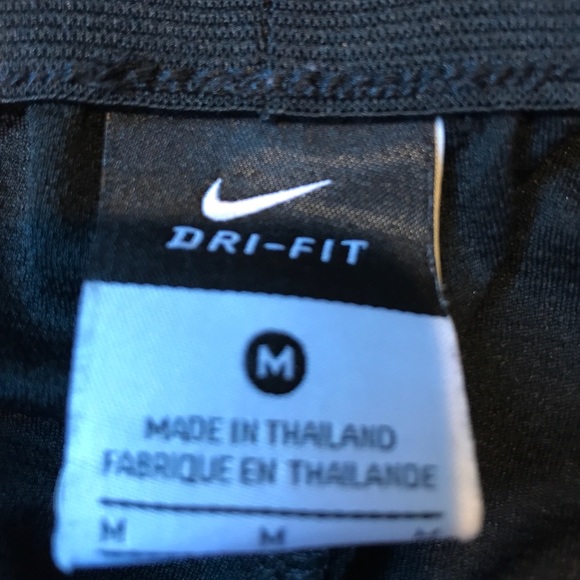 DRI-FIT
M
MADE IN THAILAND
FABRIQUE EN THAILANDE
M M